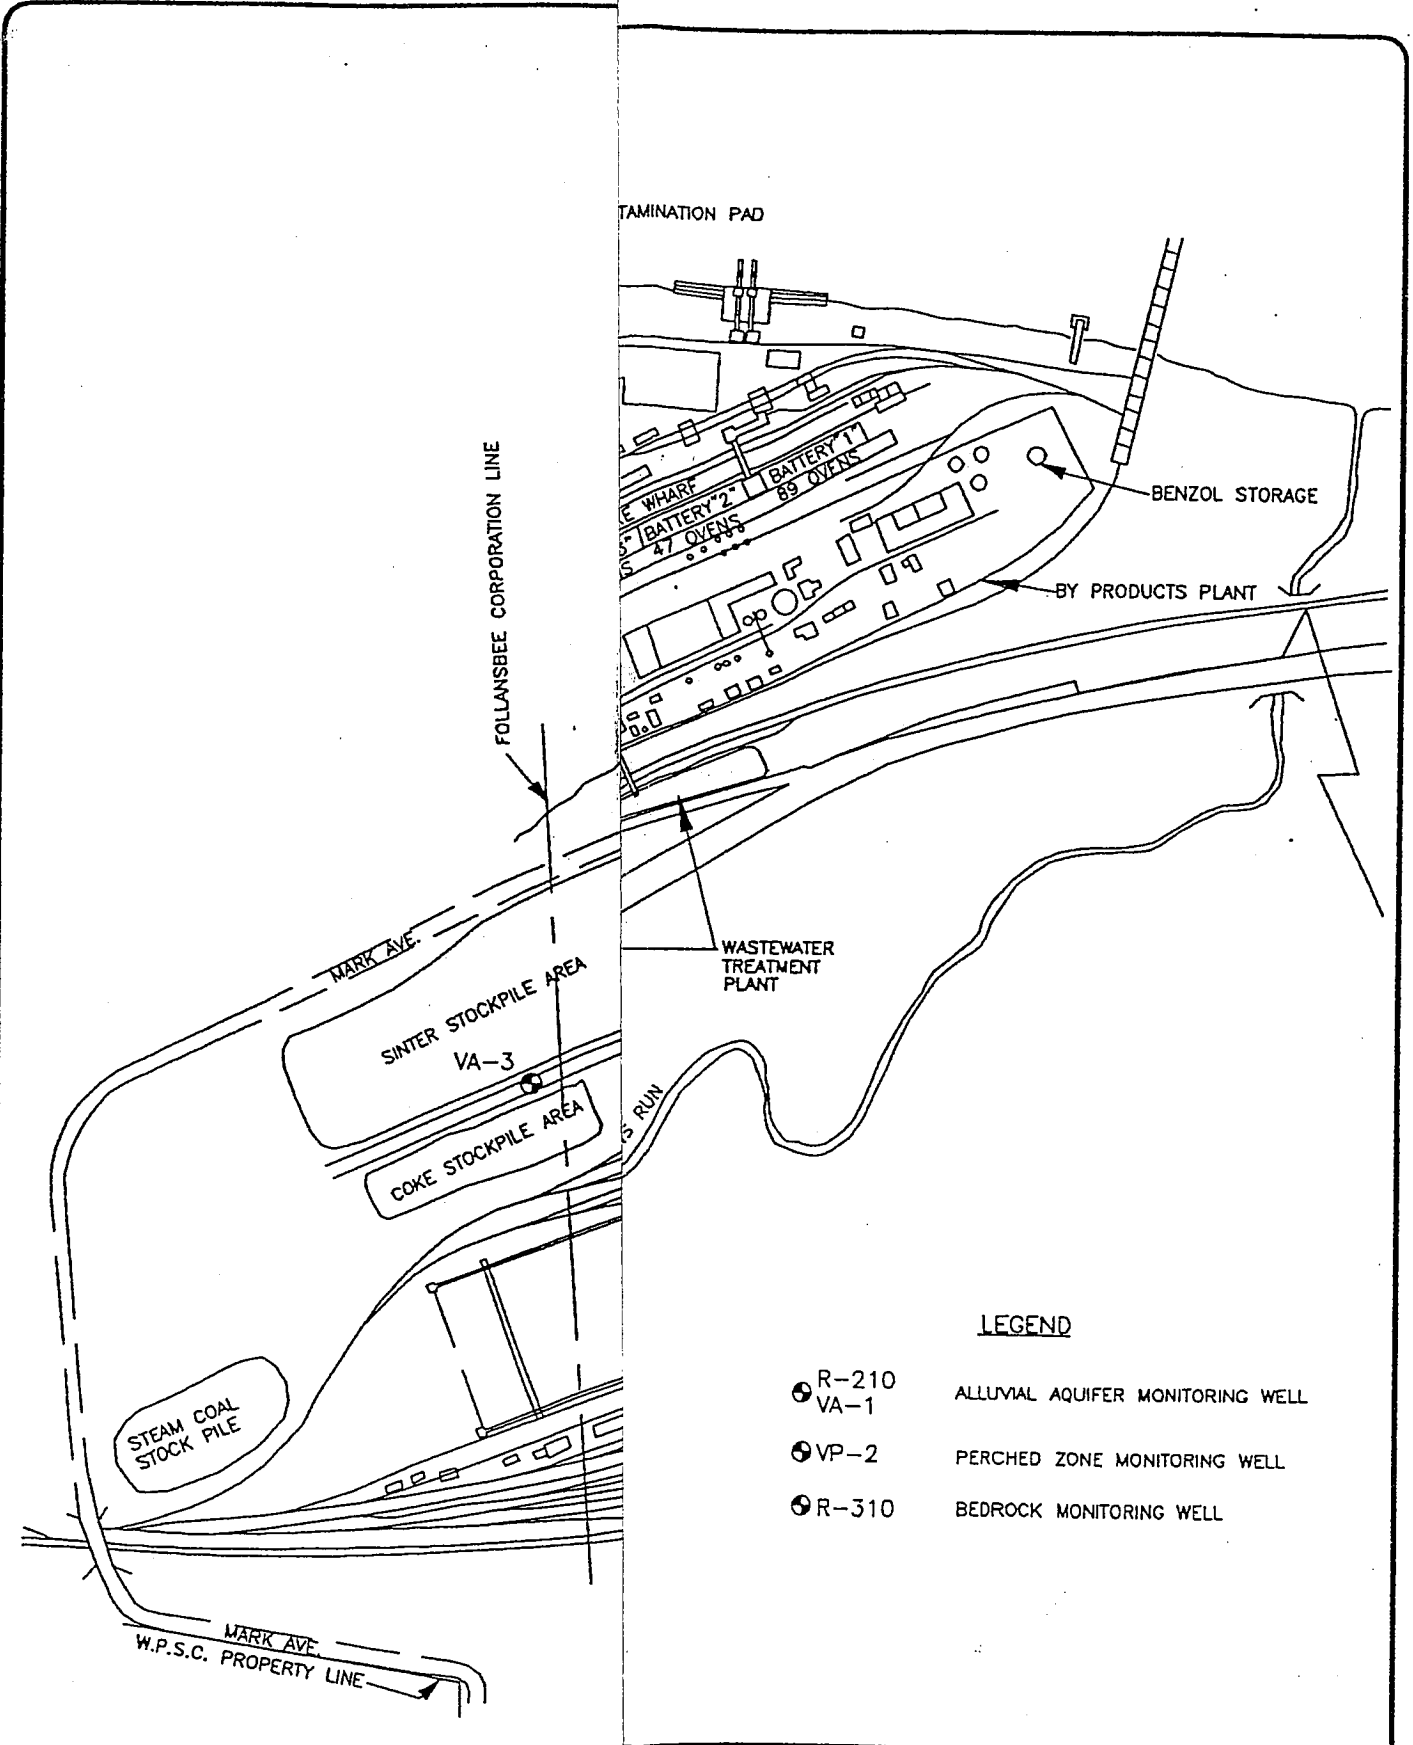 TAMINATION PAD
FOLLANSBEE CORPORATION LINE
E WHARF
BATTERY"1"
89 OVENS
BATTERY"2"
47 OVENS
3"
S
BENZOL STORAGE
BY PRODUCTS PLANT
WASTEWATER
TREATMENT
PLANT
MARK AVE.
SINTER STOCKPILE AREA
VA-3
COKE STOCKPILE AREA
S RUN
STEAM COAL
STOCK PILE
MARK AVE.
W.P.S.C. PROPERTY LINE
LEGEND
R-210
VA-1
ALLUVIAL AQUIFER MONITORING WELL
VP-2
PERCHED ZONE MONITORING WELL
R-310
BEDROCK MONITORING WELL